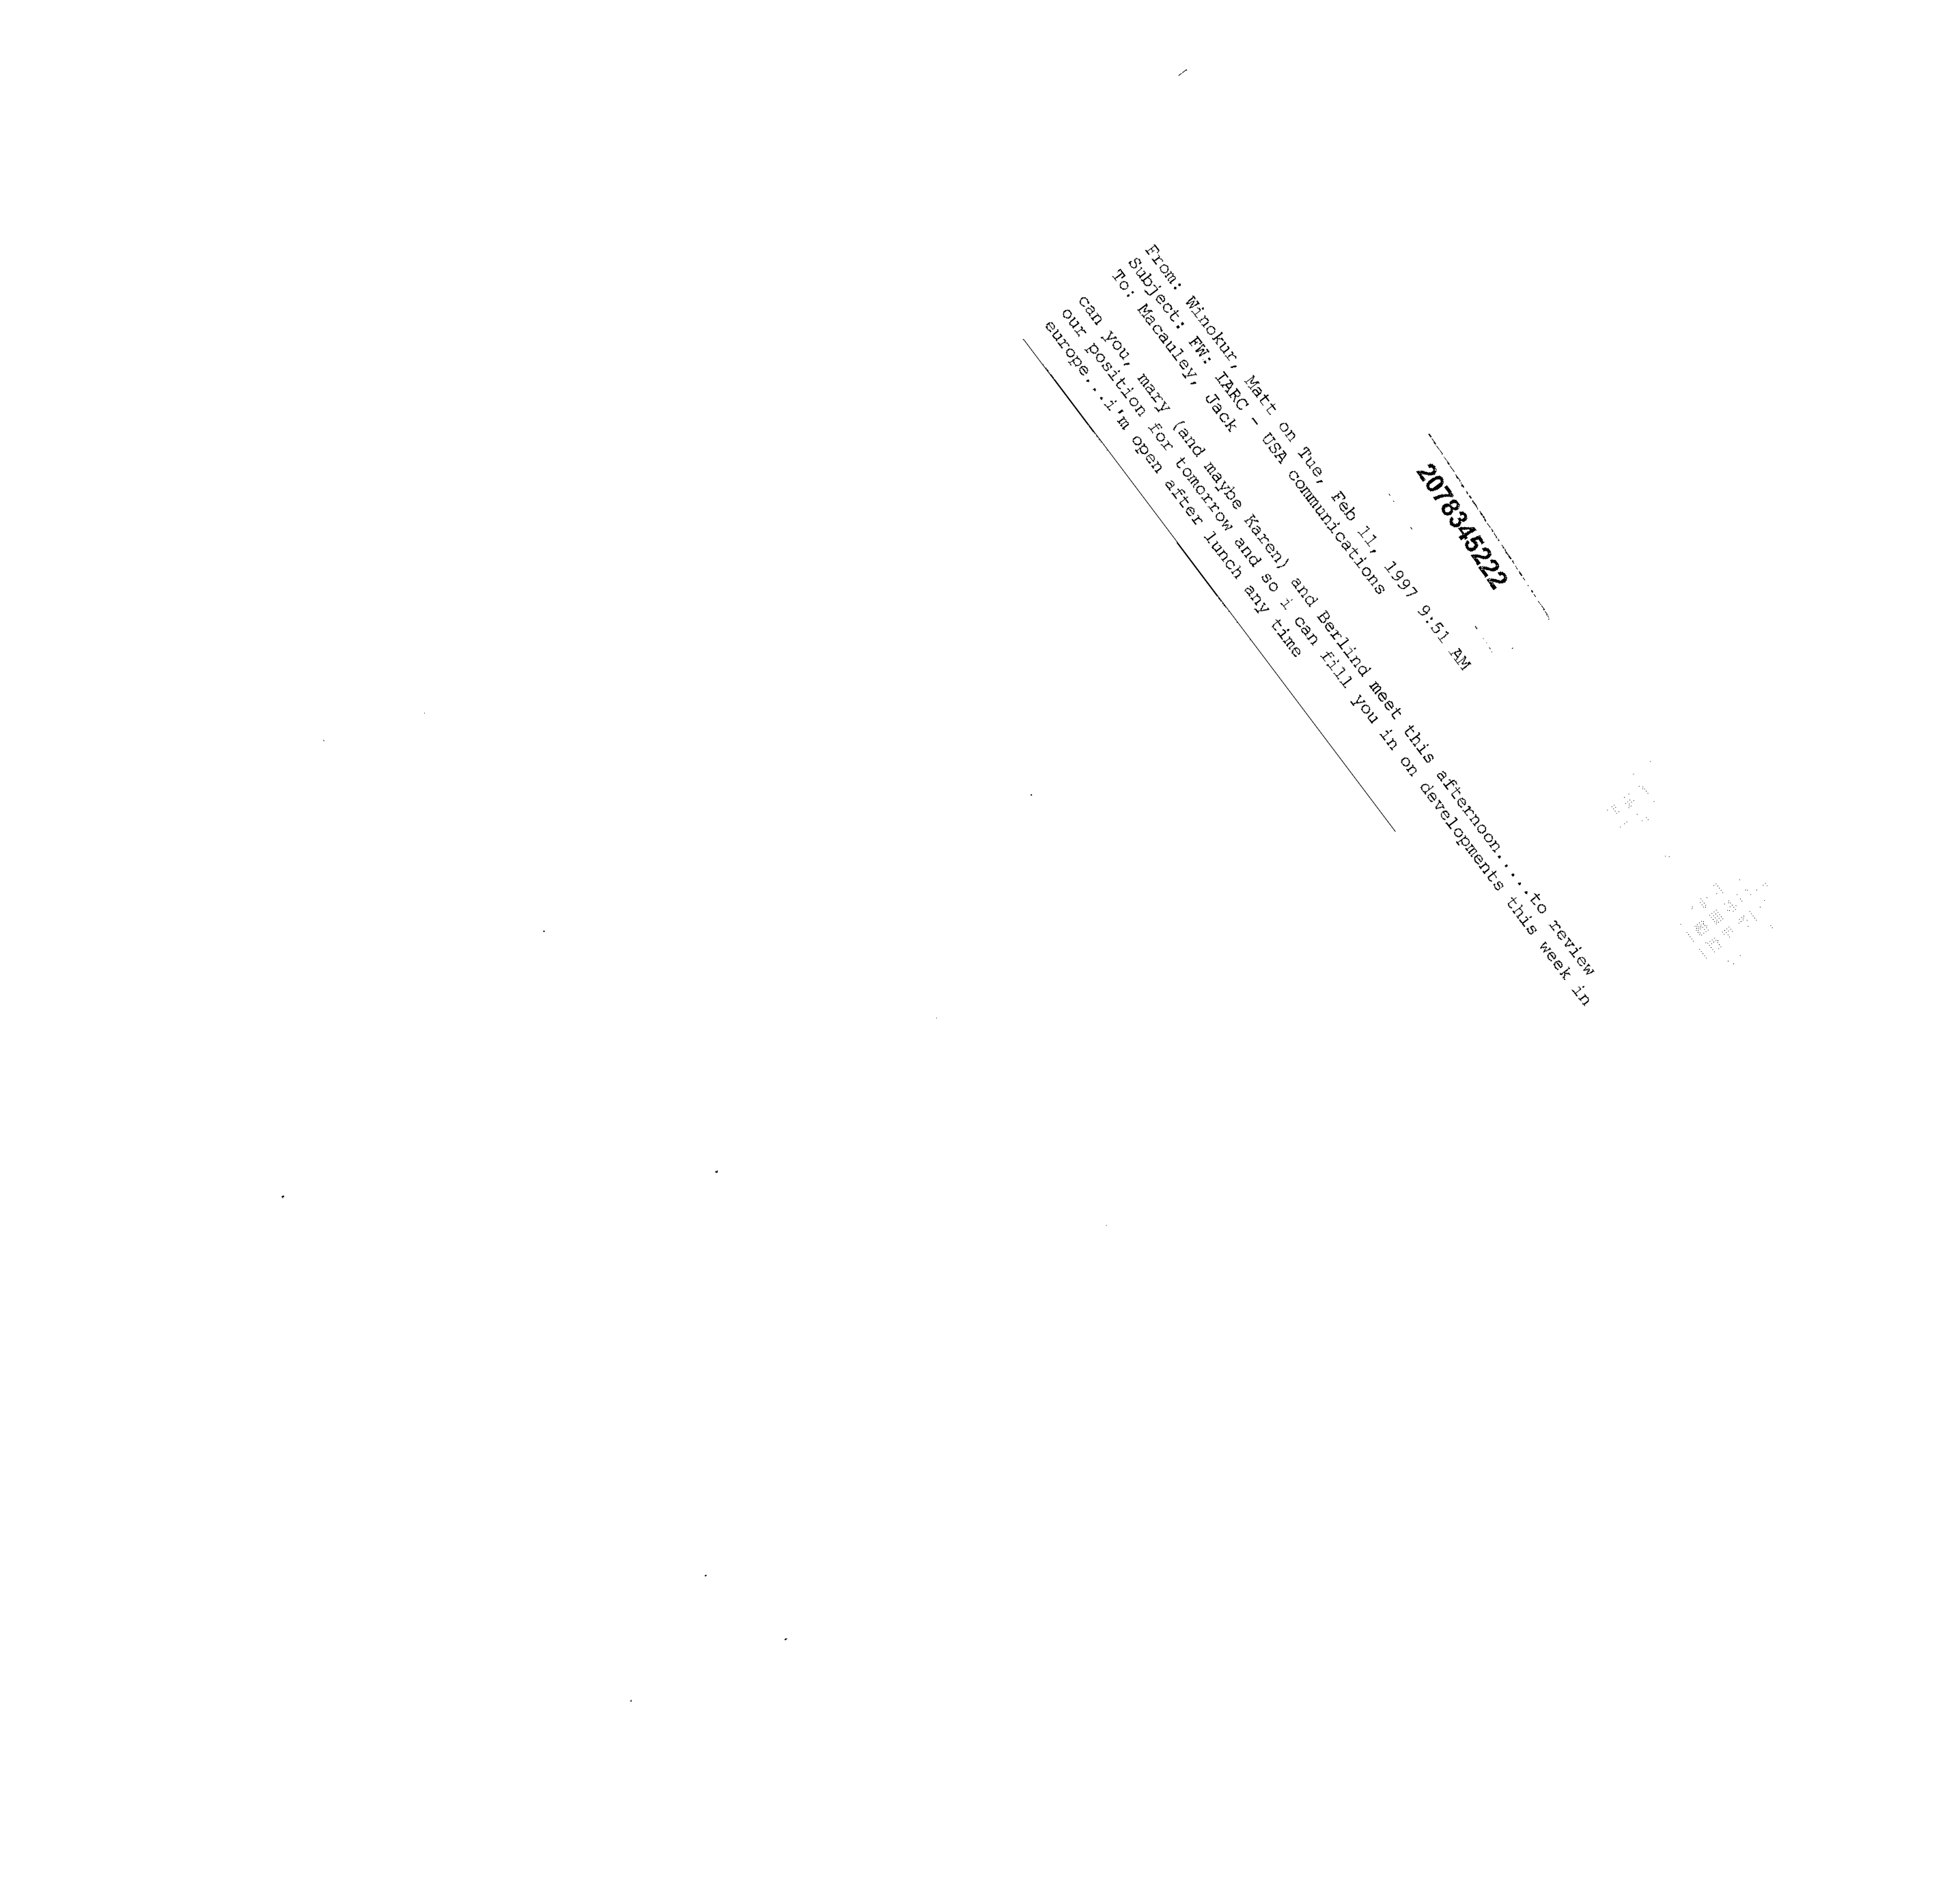 2078345222
From: Winokur, Matt on Tue, Feb 11, 1997 9:51 AM
Subject: FW: IARC - USA communications
To: Macauley, Jack
can you, mary (and maybe Karen) and Berlind meet this afternoon.....to review
our position for tomorrow and so i can fill you in on developments this week in
europe...i'm open after lunch any time